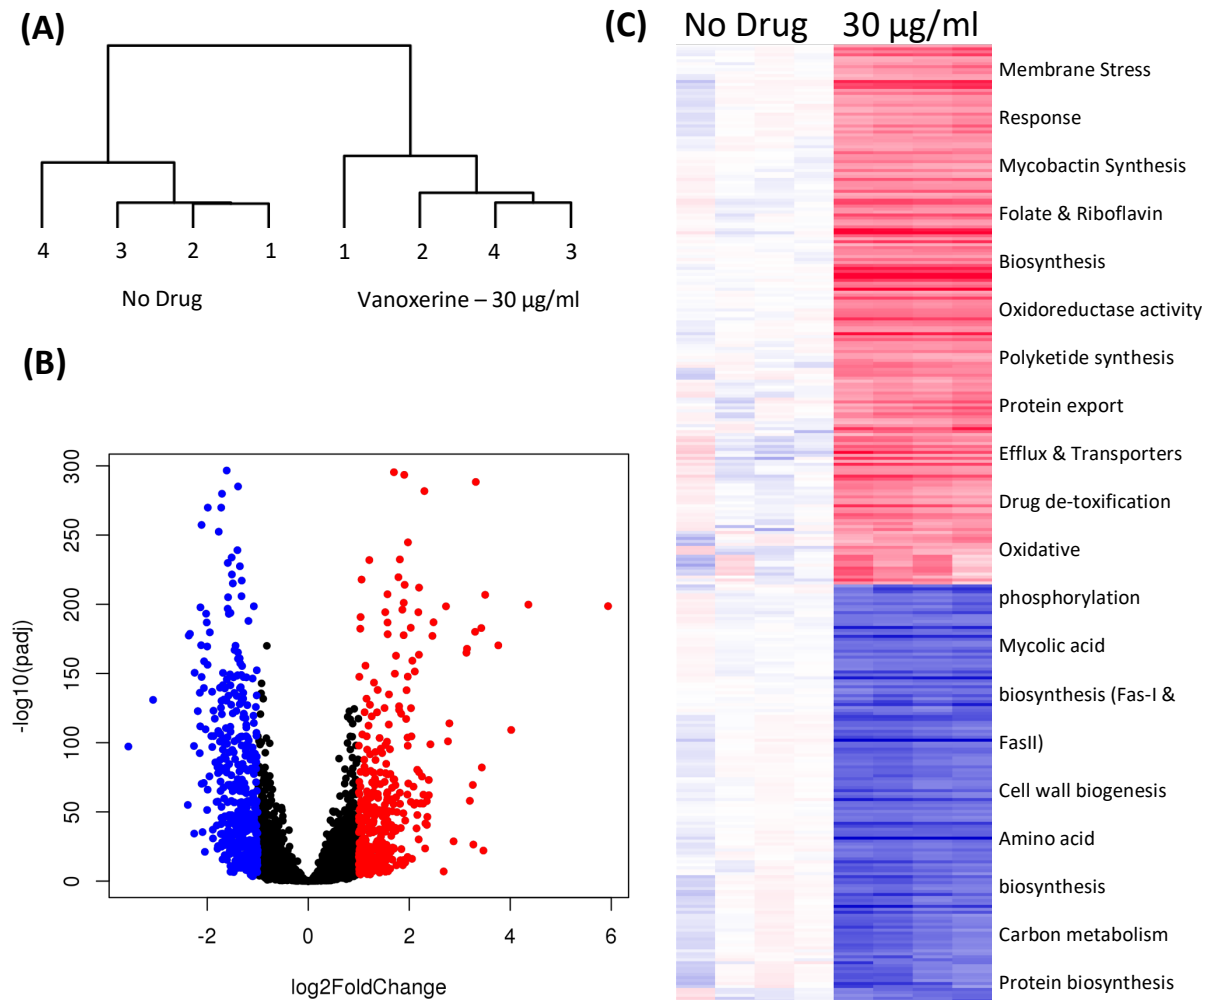 (A)
4 3 2 1 1 2 4 3
No Drug Vanoxerine – 30 µg/ml
(B)
300
250
200
150
100
50
0
-log10(padj)
-2 0 2 4 6
log2FoldChange
(C)
No Drug 30 µg/ml
Membrane Stress
Response
Mycobactin Synthesis
Folate & Riboflavin
Biosynthesis
Oxidoreductase activity
Polyketide synthesis
Protein export
Efflux & Transporters
Drug de-toxification
Oxidative
phosphorylation
Mycolic acid
biosynthesis (Fas-I &
FasII)
Cell wall biogenesis
Amino acid
biosynthesis
Carbon metabolism
Protein biosynthesis